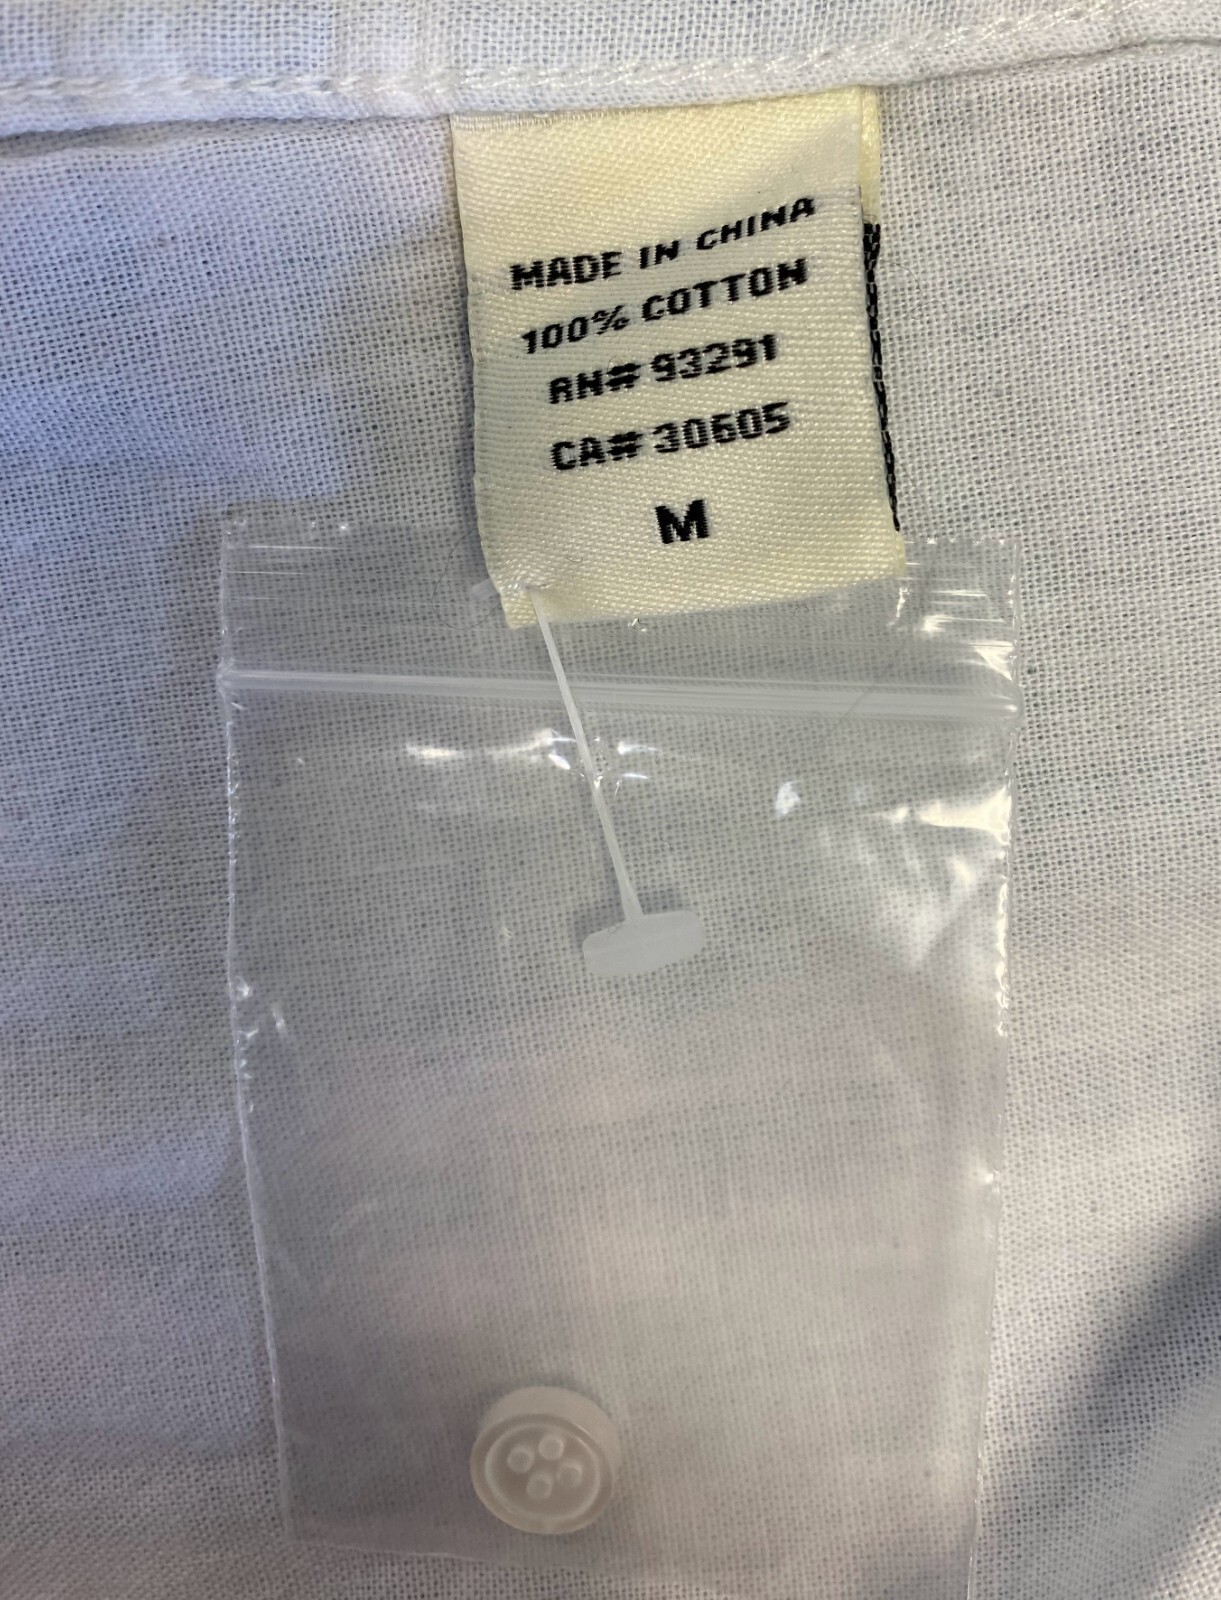 MADE IN CHINA
100% COTTON
RN# 93291
CA# 30605
M